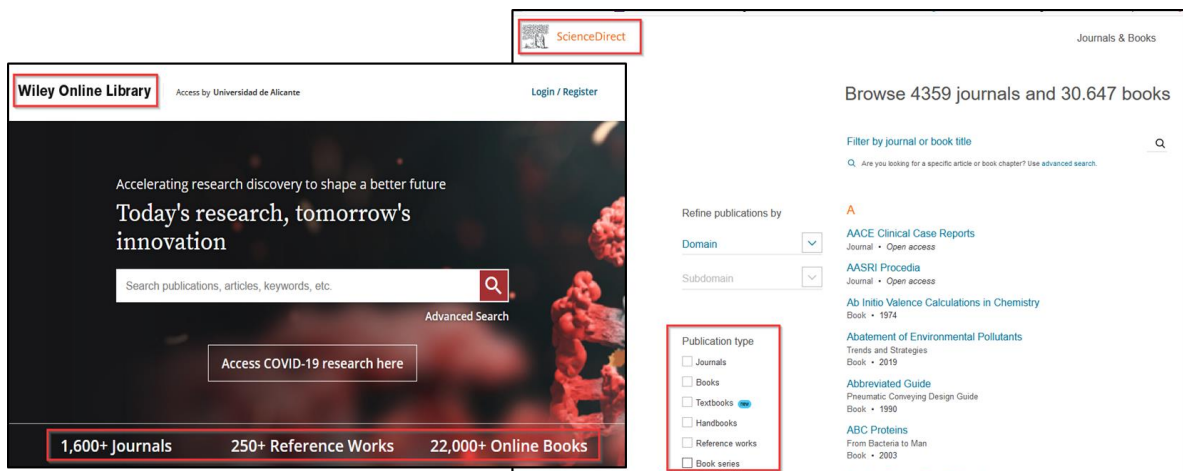 ScienceDirect
Journals & Books
Wiley Online Library
Access by Universidad de Alicante
Login / Register
Accelerating research discovery to shape a better future
Today's research, tomorrow's
innovation
Search publications, articles, keywords, etc.
Advanced Search
Access COVID-19 research here
1,600+ Journals 250+ Reference Works 22,000+ Online Books
Browse 4359 journals and 30.647 books
Filter by journal or book title
Are you looking for a specific article or book chapter? Use advanced search.
Refine publications by
Domain
Subdomain
Publication type
Journals
Books
Textbooks new
Handbooks
Reference works
Book series
A
AACE Clinical Case Reports
Journal • Open access
AASRI Procedia
Journal • Open access
Ab Initio Valence Calculations in Chemistry
Book • 1974
Abatement of Environmental Pollutants
Trends and Strategies
Book • 2019
Abbreviated Guide
Pneumatic Conveying Design Guide
Book • 1990
ABC Proteins
From Bacteria to Man
Book • 2003